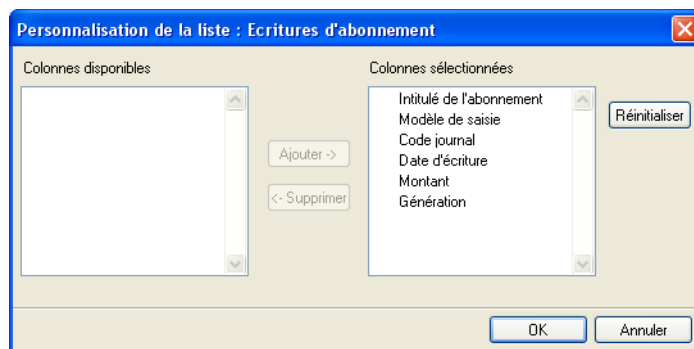 Personnalisation de la liste : Ecritures d'abonnement
Colonnes disponibles
Colonnes sélectionnées
Intitulé de l'abonnement
Modèle de saisie
Code journal
Date d'écriture
Montant
Génération
Réinitialiser
Ajouter ->
<- Supprimer
OK
Annuler